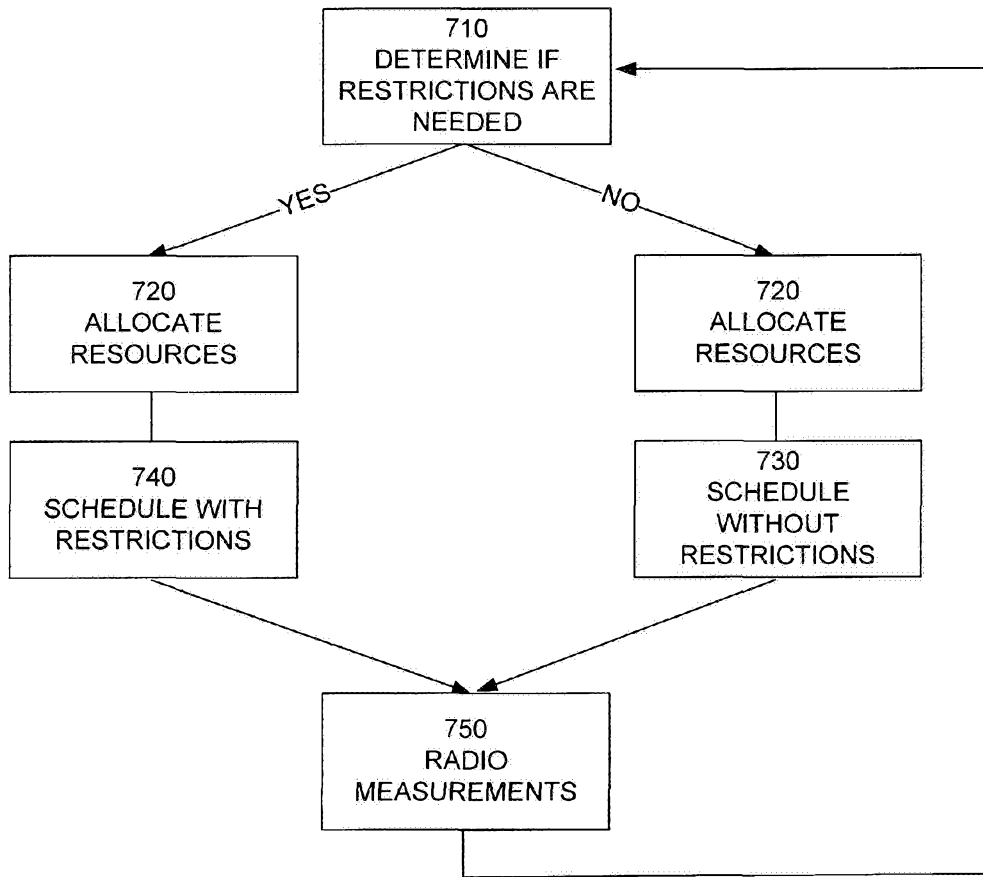 710
DETERMINE IF
RESTRICTIONS ARE
NEEDED
YES
NO
720
ALLOCATE
RESOURCES
720
ALLOCATE
RESOURCES
740
SCHEDULE WITH
RESTRICTIONS
730
SCHEDULE
WITHOUT
RESTRICTIONS
750
RADIO
MEASUREMENTS